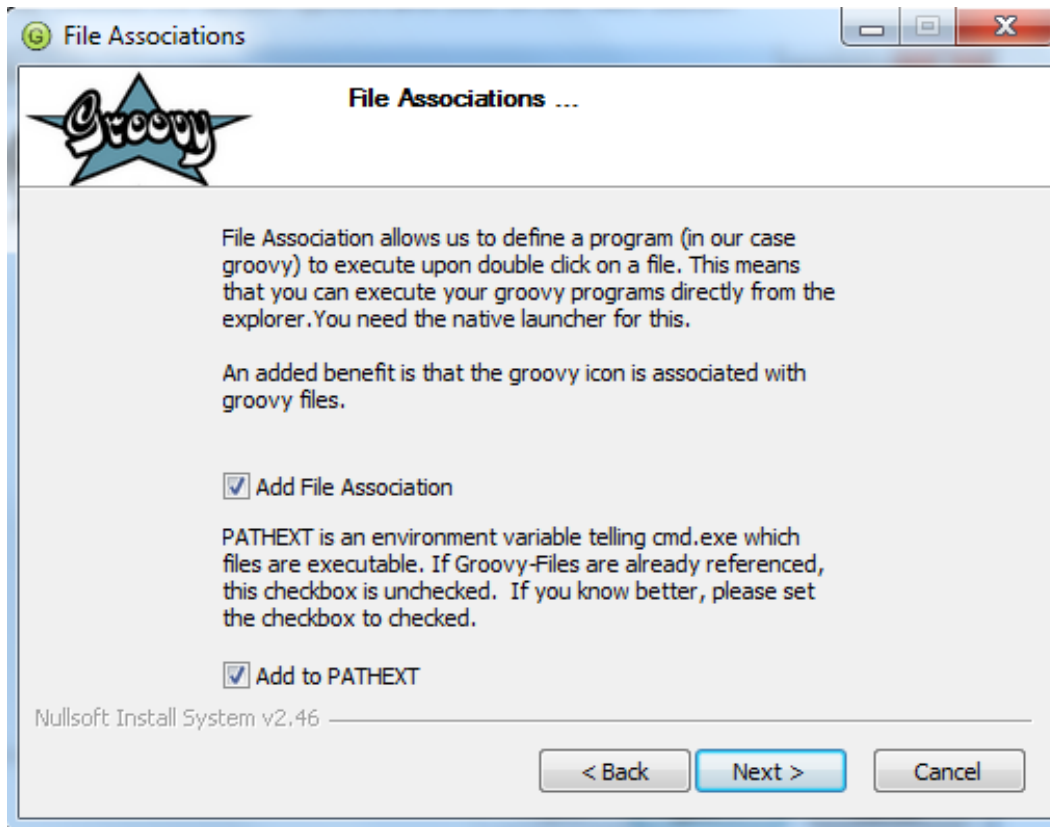 File Associations
Groovy
File Associations ...
File Association allows us to define a program (in our case
groovy) to execute upon double click on a file. This means
that you can execute your groovy programs directly from the
explorer.You need the native launcher for this.
An added benefit is that the groovy icon is associated with
groovy files.
Add File Association
PATHEXT is an environment variable telling cmd.exe which
files are executable. If Groovy-Files are already referenced,
this checkbox is unchecked.  If you know better, please set
the checkbox to checked.
Add to PATHEXT
Nullsoft Install System v2.46
< Back
Next >
Cancel